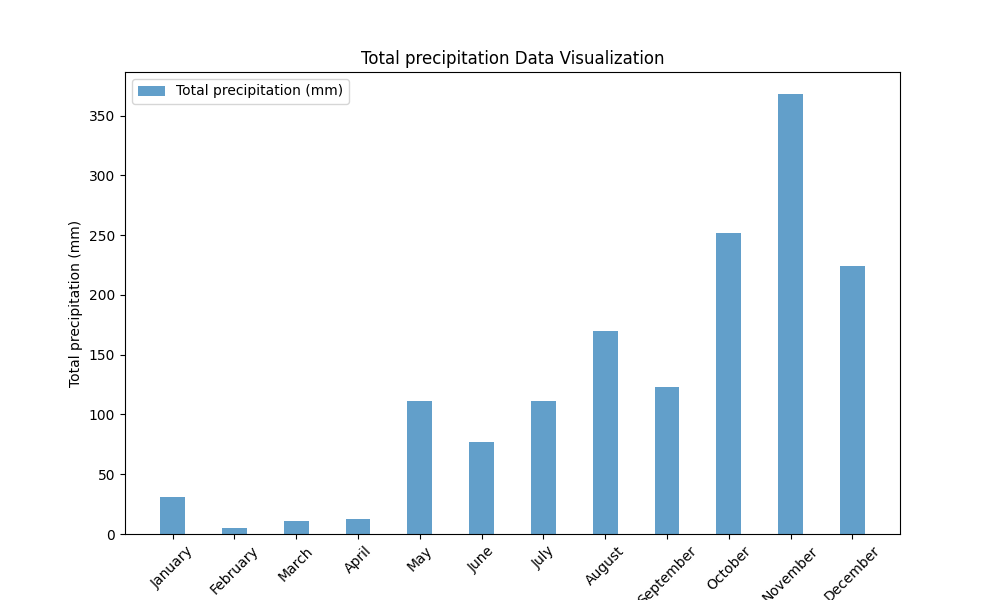 Total precipitation Data Visualization
Total precipitation (mm)
Total precipitation (mm)
350
300
250
200
150
100
50
0
January
February
March
April
May
June
July
August
September
October
November
December